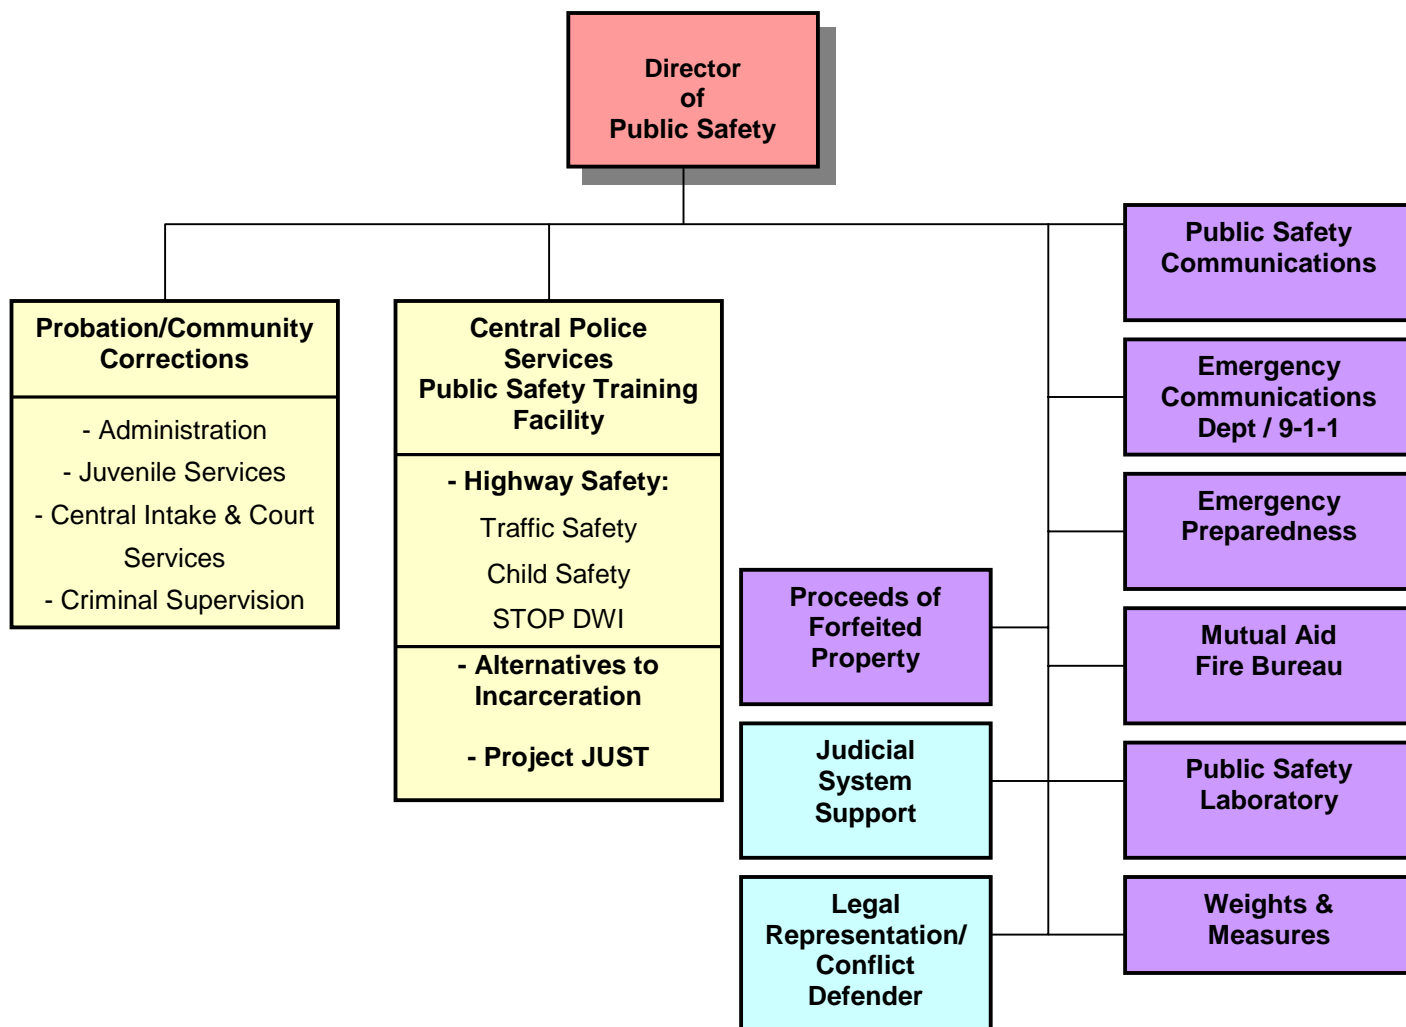 Director
of
Public Safety
Public Safety
Communications
Probation/Community
Corrections
- Administration
- Juvenile Services
- Central Intake & Court
Services
- Criminal Supervision
Central Police
Services
Public Safety Training
Facility
- Highway Safety:
Traffic Safety
Child Safety
STOP DWI
- Alternatives to
Incarceration
- Project JUST
Emergency
Communications
Dept / 9-1-1
Emergency
Preparedness
Proceeds of
Forfeited
Property
Mutual Aid
Fire Bureau
Judicial
System
Support
Public Safety
Laboratory
Legal
Representation/
Conflict
Defender
Weights &
Measures